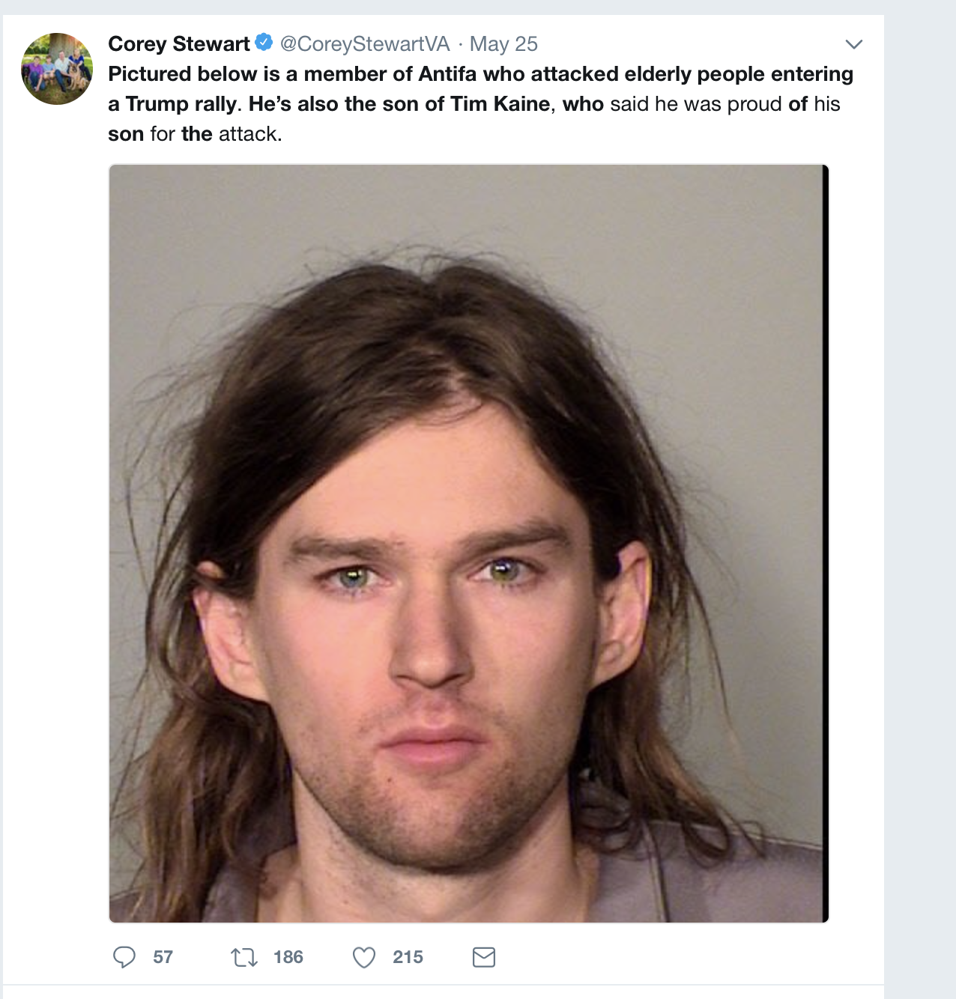 Corey Stewart @CoreyStewartVA · May 25
Pictured below is a member of Antifa who attacked elderly people entering
a Trump rally. He’s also the son of Tim Kaine, who said he was proud of his
son for the attack.
57 186 215